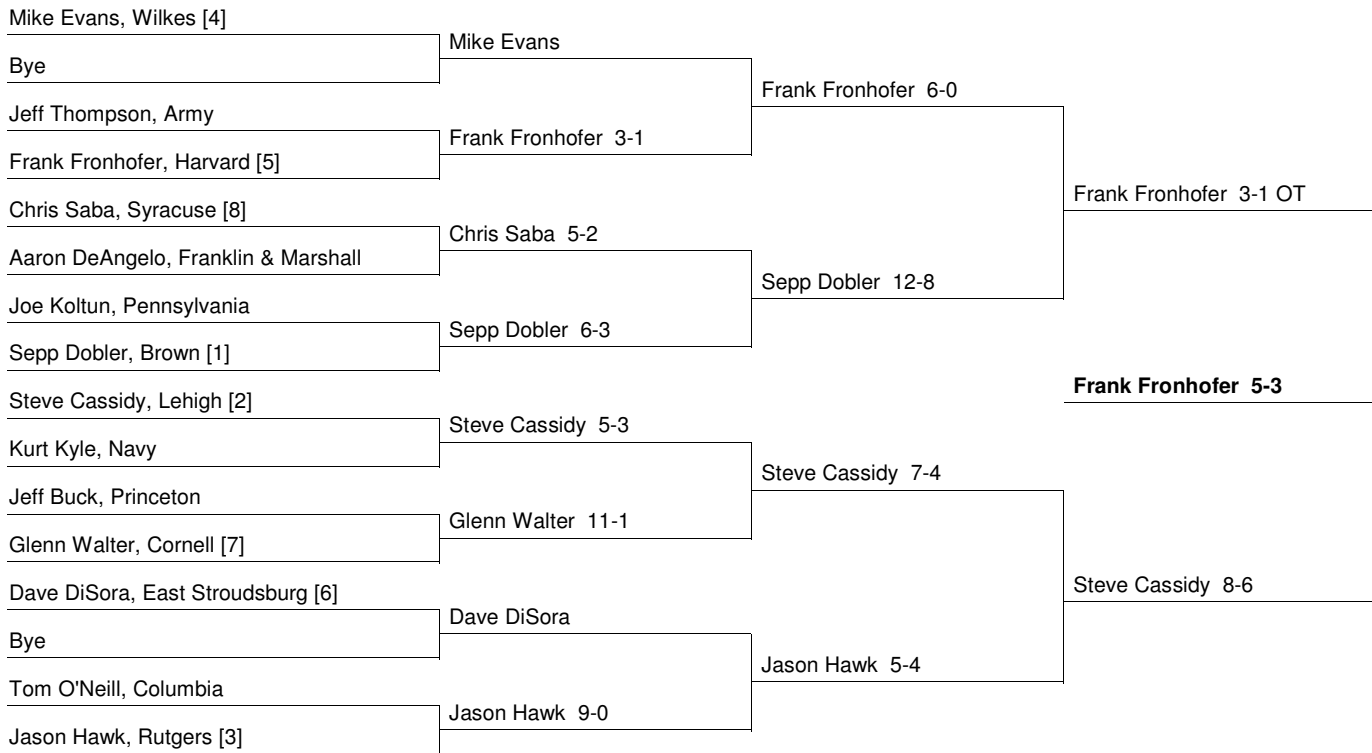 Mike Evans, Wilkes [4]
Mike Evans
Bye
Frank Fronhofer 6-0
Jeff Thompson, Army
Frank Fronhofer 3-1
Frank Fronhofer, Harvard [5]
Frank Fronhofer 3-1 OT
Chris Saba, Syracuse [8]
Chris Saba 5-2
Aaron DeAngelo, Franklin & Marshall
Sepp Dobler 12-8
Joe Koltun, Pennsylvania
Sepp Dobler 6-3
Sepp Dobler, Brown [1]
Frank Fronhofer 5-3
Steve Cassidy, Lehigh [2]
Steve Cassidy 5-3
Kurt Kyle, Navy
Steve Cassidy 7-4
Jeff Buck, Princeton
Glenn Walter 11-1
Glenn Walter, Cornell [7]
Steve Cassidy 8-6
Dave DiSora, East Stroudsburg [6]
Dave DiSora
Bye
Jason Hawk 5-4
Tom O'Neill, Columbia
Jason Hawk 9-0
Jason Hawk, Rutgers [3]